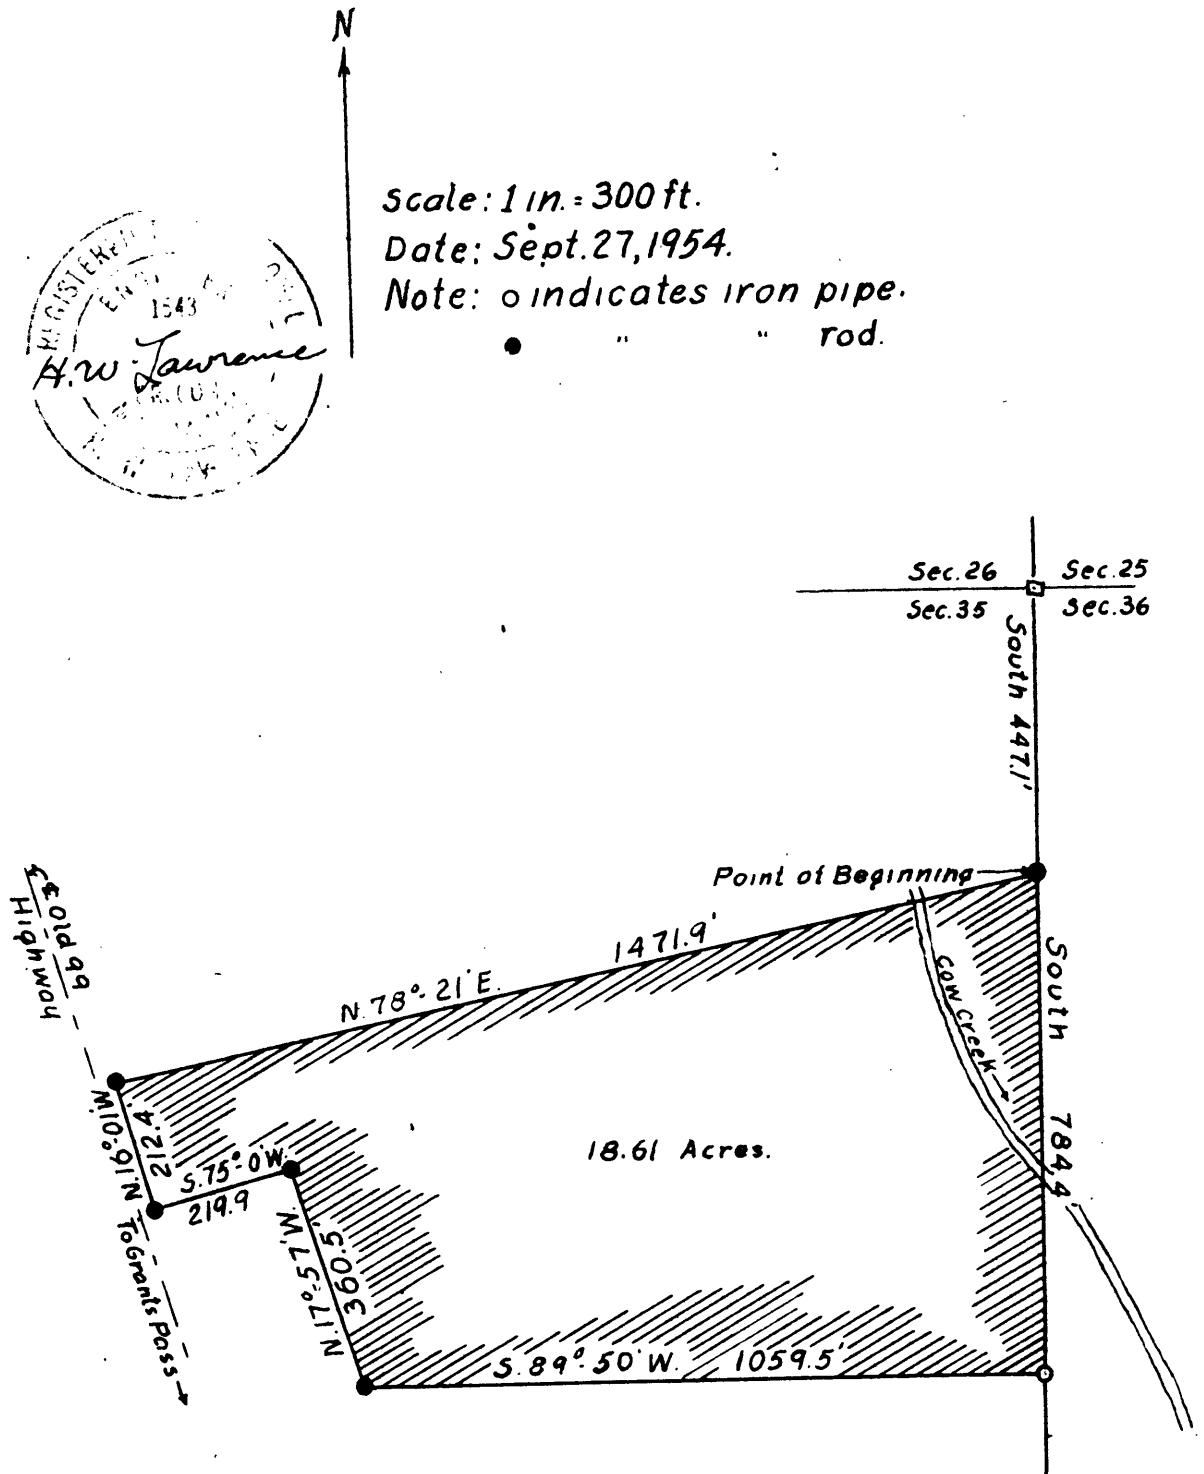 N
Scale: 1 in. = 300 ft.
Date: Sept. 27, 1954.
Note: o indicates iron pipe.
● " " rod.
REGISTERED
1543
H.W. Lawrence
Sec. 26 Sec. 25
Sec. 35 Sec. 36
South 447.1'
Point of Beginning
Old 99
Highway
1471.9'
N. 78°-21' E.
Cow Creek
South 784.4'
N. 16°-01' W.
212.4'
S. 75°-0' W.
219.9
18.61 Acres.
N. 17°-57' W.
360.5'
To Grants Pass
S. 89°-50' W. 1059.5'